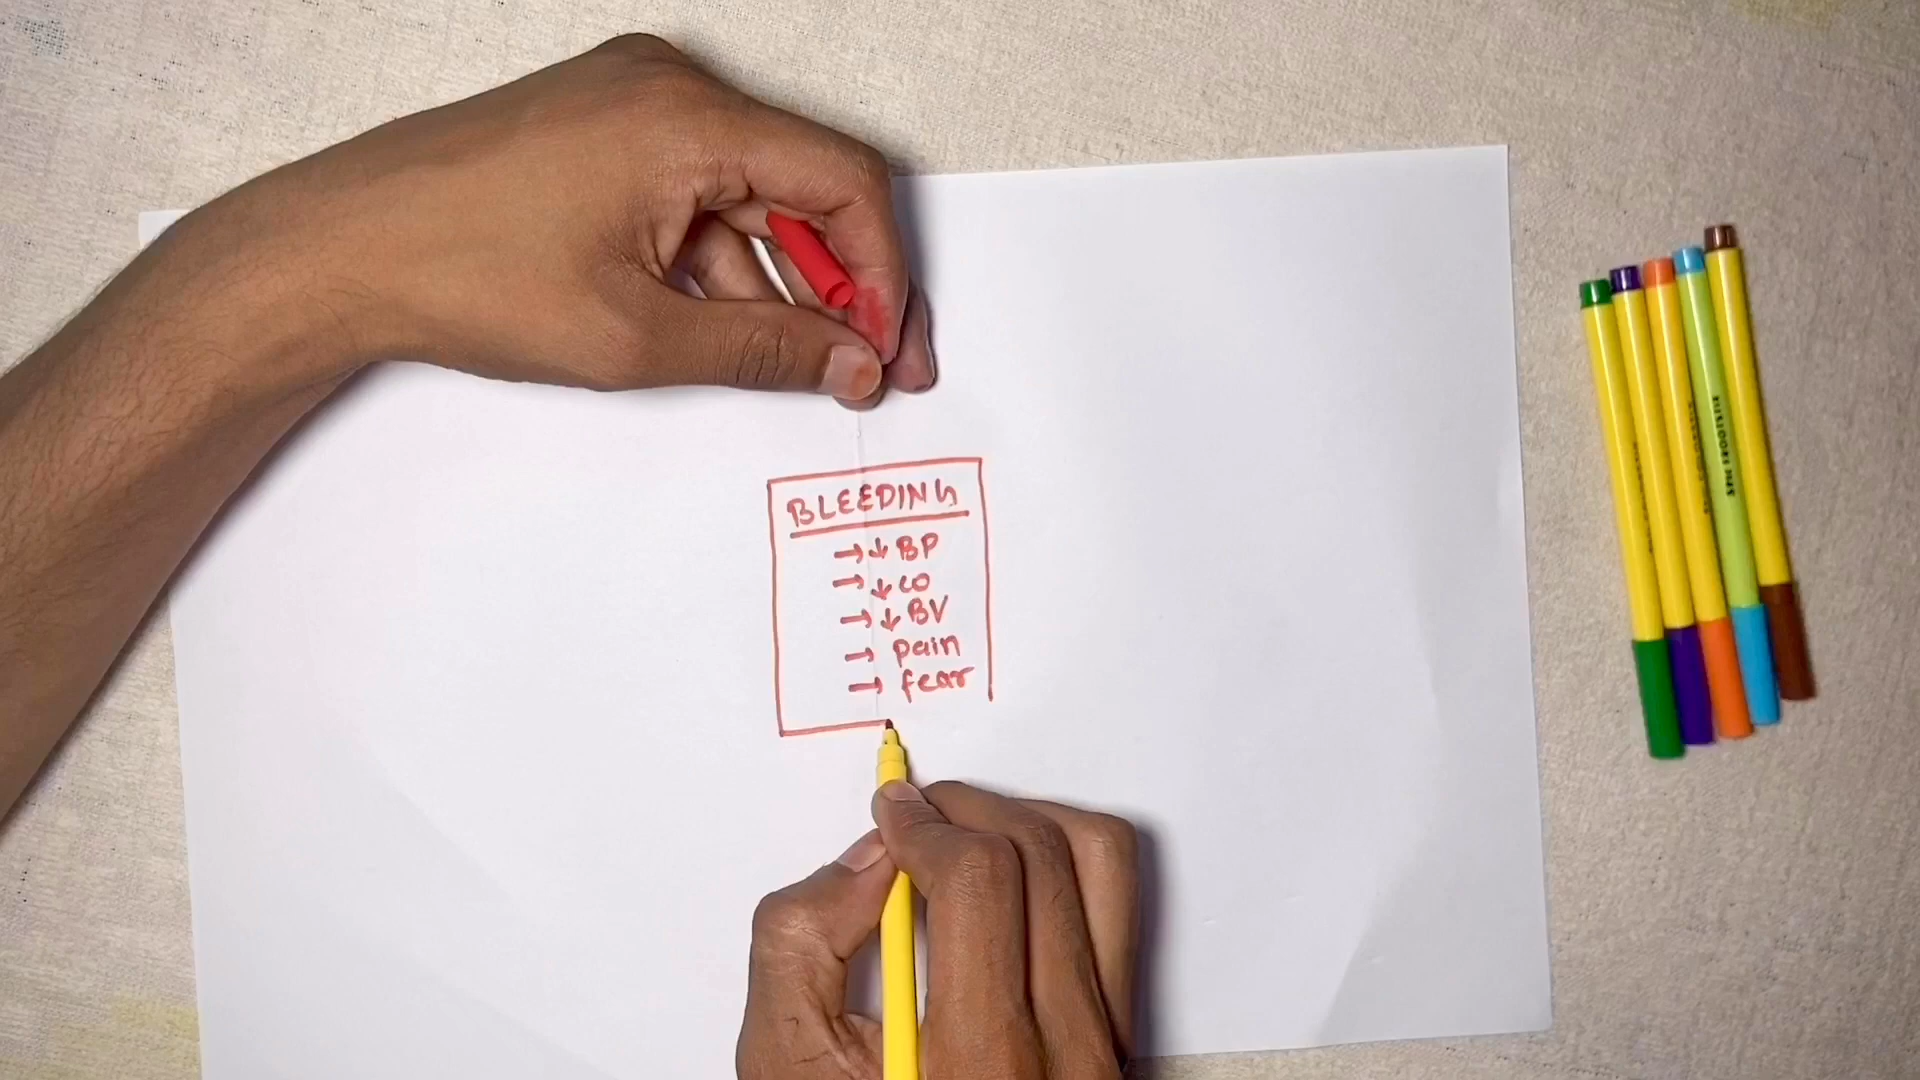 BLEEDING
→ ↓ BP
→ ↓ CO
→ ↓ BV
→ pain
→ fear